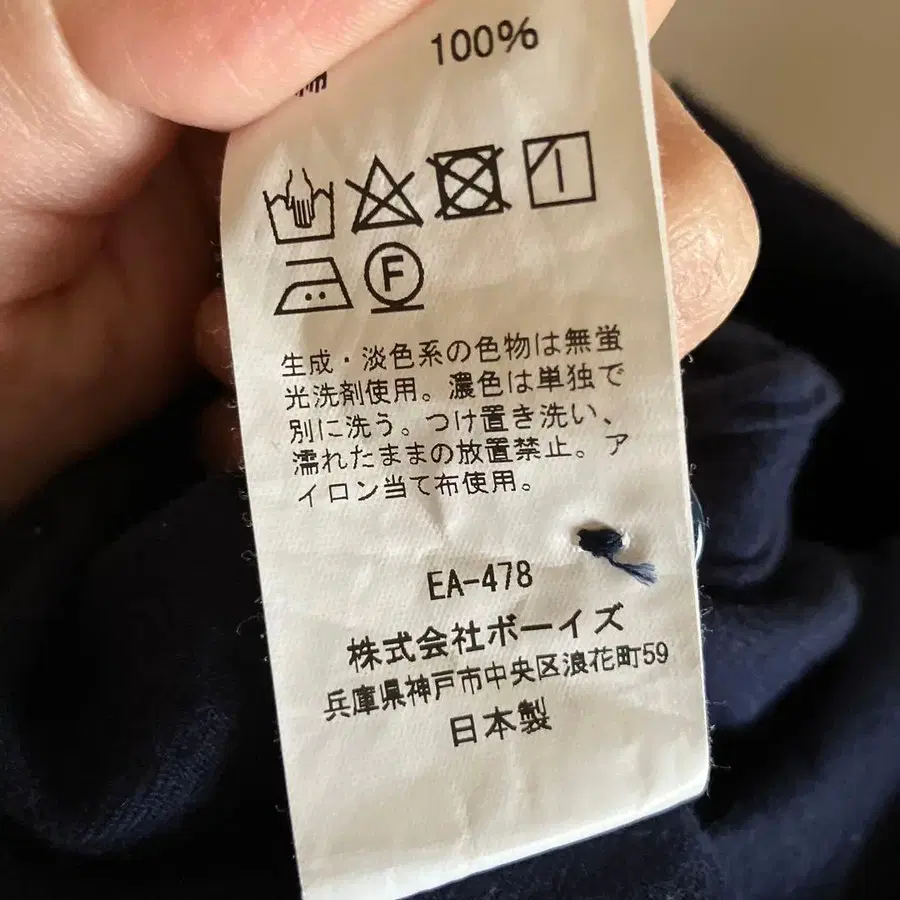 綿 100%
F
生成・淡色系の色物は無蛍
光洗剤使用。濃色は単独で
別に洗う。つけ置き洗い、
濡れたままの放置禁止。ア
イロン当て布使用。
EA-478
株式会社ボーイズ
兵庫県神戸市中央区浪花町59
日本製